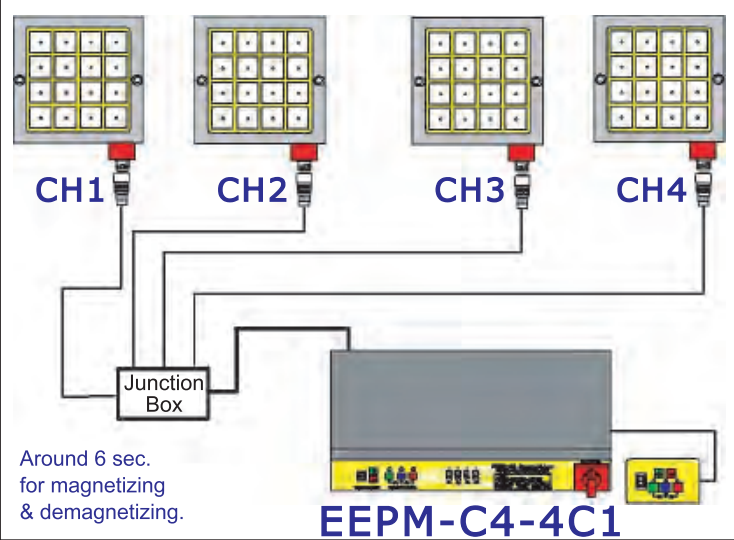 CH1 CH2 CH3 CH4
Junction
Box
Around 6 sec.
for magnetizing
& demagnetizing.
EEPM-C4-4C1